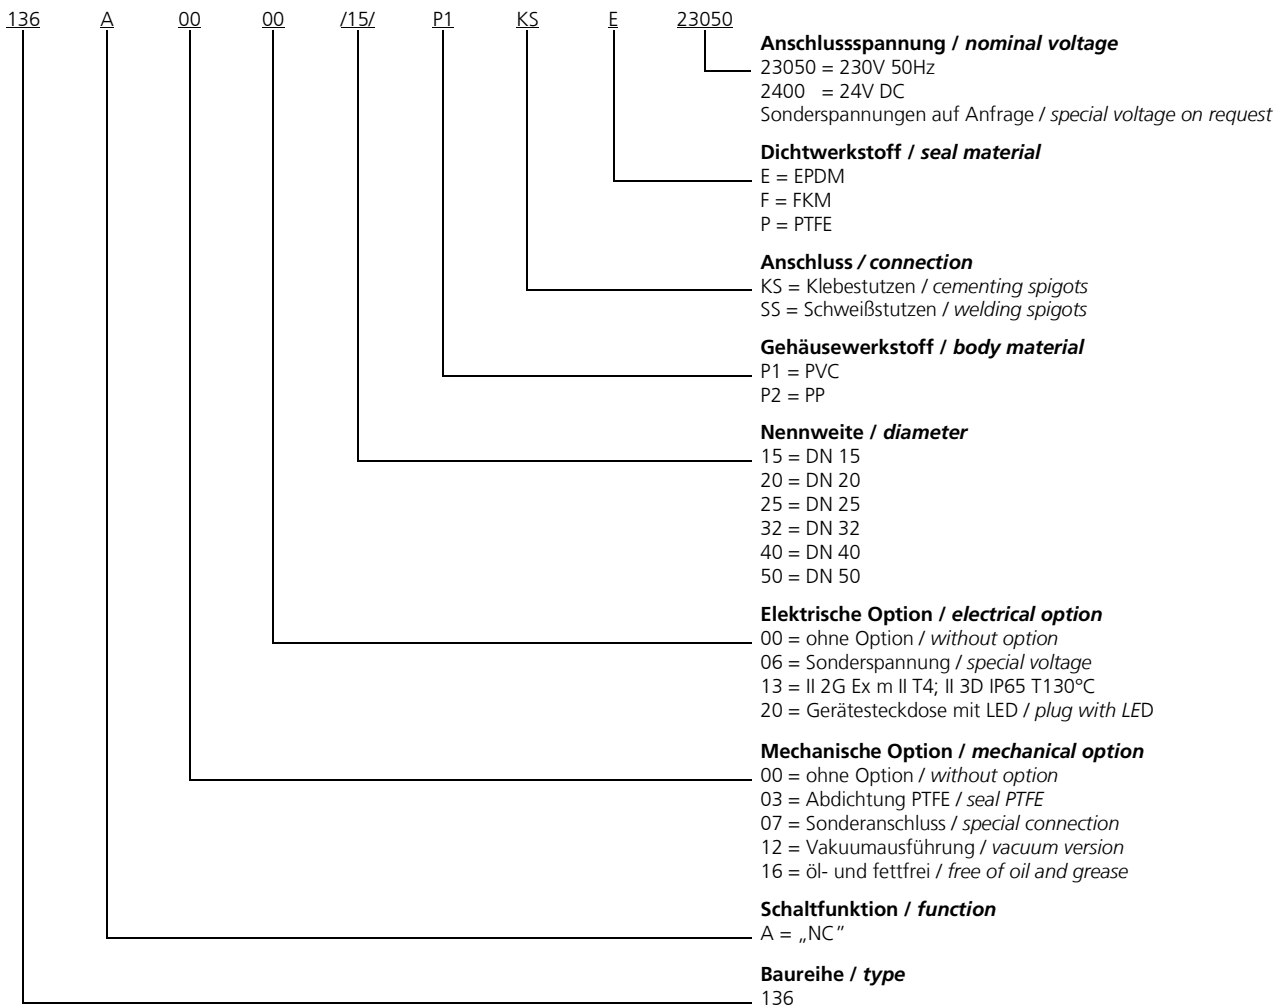 136 A 00 00 /15/ P1 KS E 23050
Anschlussspannung / nominal voltage
23050 = 230V 50Hz
2400 = 24V DC
Sonderspannungen auf Anfrage / special voltage on request
Dichtwerkstoff / seal material
E = EPDM
F = FKM
P = PTFE
Anschluss / connection
KS = Klebestutzen / cementing spigots
SS = Schweißstutzen / welding spigots
Gehäusewerkstoff / body material
P1 = PVC
P2 = PP
Nennweite / diameter
15 = DN 15
20 = DN 20
25 = DN 25
32 = DN 32
40 = DN 40
50 = DN 50
Elektrische Option / electrical option
00 = ohne Option / without option
06 = Sonderspannung / special voltage
13 = II 2G Ex m II T4; II 3D IP65 T130°C
20 = Gerätesteckdose mit LED / plug with LED
Mechanische Option / mechanical option
00 = ohne Option / without option
03 = Abdichtung PTFE / seal PTFE
07 = Sonderanschluss / special connection
12 = Vakuumausführung / vacuum version
16 = öl- und fettfrei / free of oil and grease
Schaltfunktion / function
A = „NC“
Baureihe / type
136